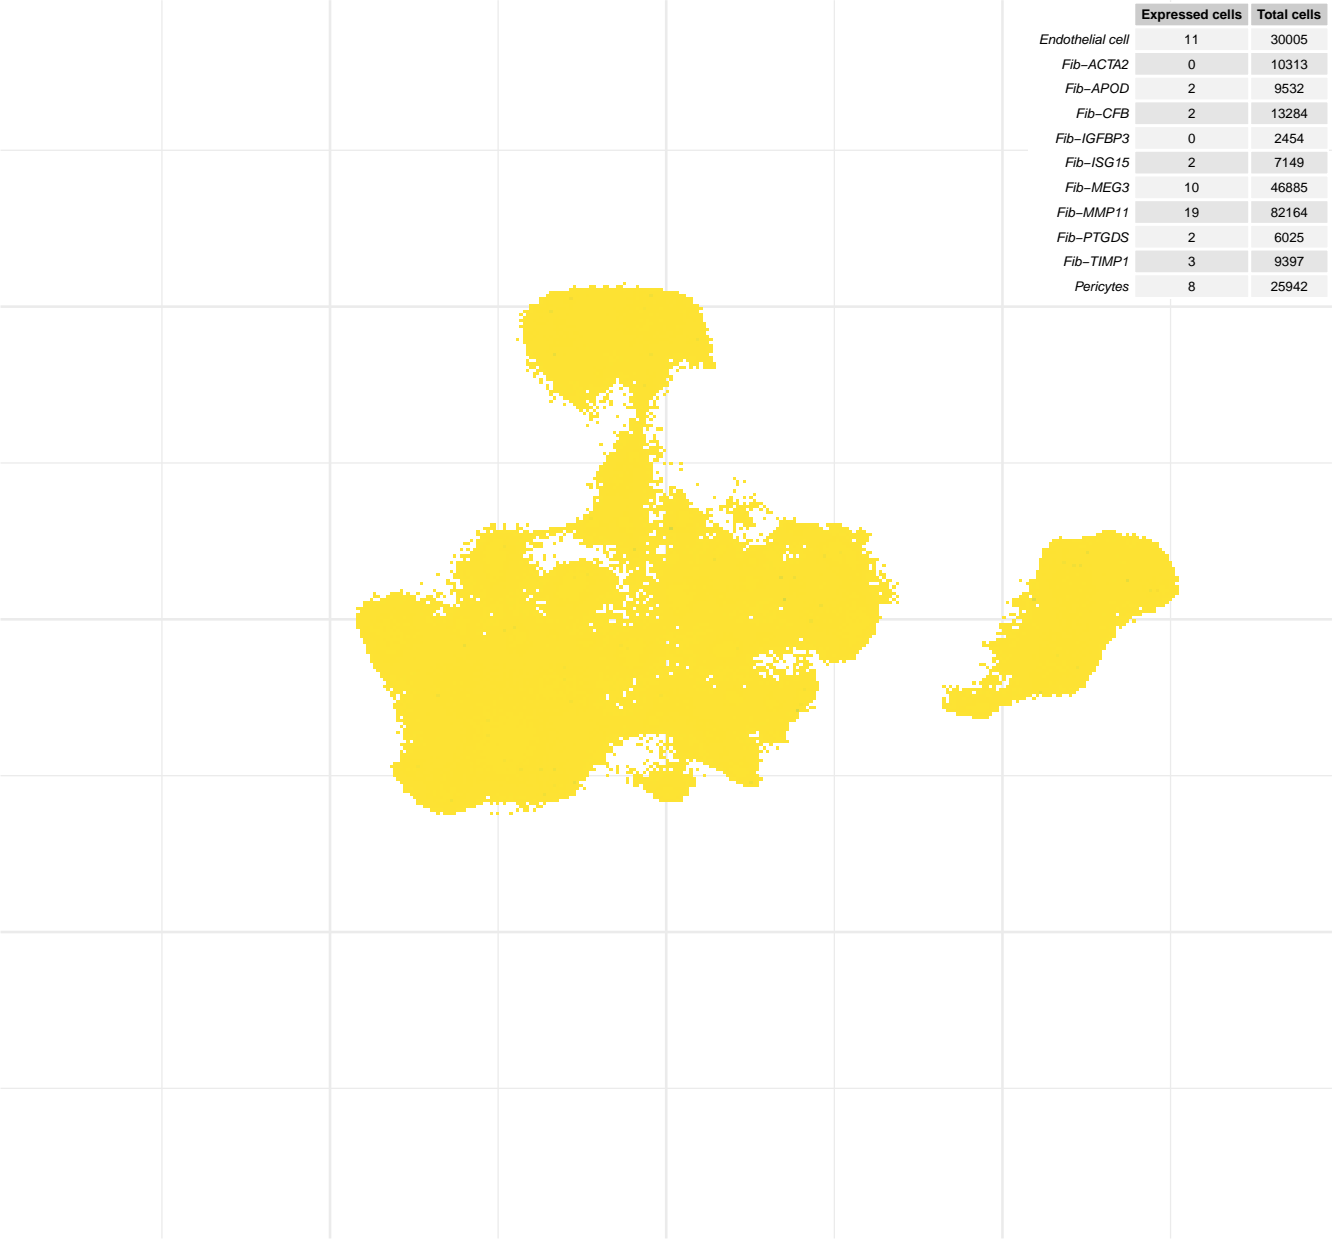 Expressed cells Total cells
Endothelial cell 11 30005
Fib−ACTA2 0 10313
Fib−APOD 2 9532
Fib−CFB 2 13284
Fib−IGFBP3 0 2454
Fib−ISG15 2 7149
Fib−MEG3 10 46885
Fib−MMP11 19 82164
Fib−PTGDS 2 6025
Fib−TIMP1 3 9397
Pericytes 8 25942